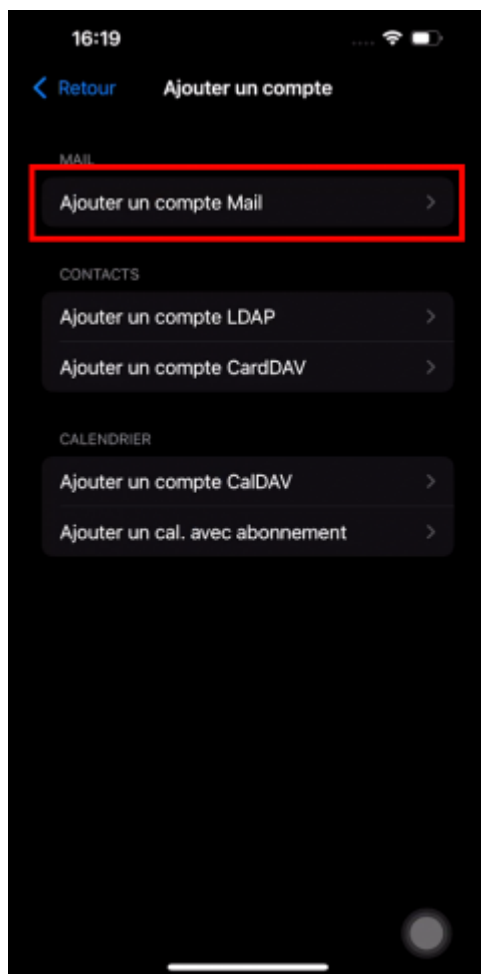 16:19
Retour
Ajouter un compte
MAIL
Ajouter un compte Mail
CONTACTS
Ajouter un compte LDAP
Ajouter un compte CardDAV
CALENDRIER
Ajouter un compte CalDAV
Ajouter un cal. avec abonnement